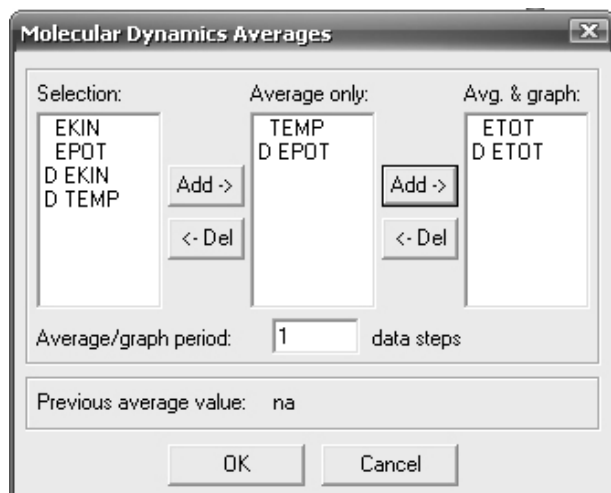 Molecular Dynamics Averages
Selection: Average only: Avg. & graph:
EKIN
EPOT
D EKIN
D TEMP
Add ->
<- Del
TEMP
D EPOT
Add ->
<- Del
ETOT
D ETOT
Average/graph period: 1 data steps
Previous average value: na
OK Cancel